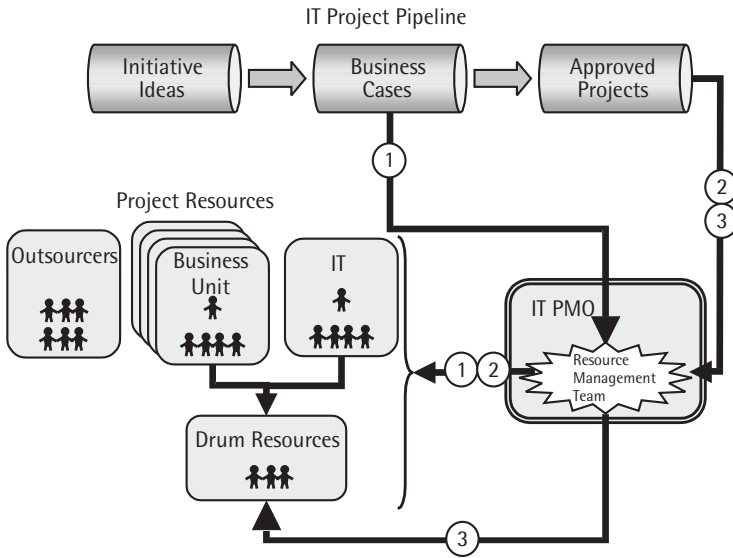 IT Project Pipeline
Initiative
Ideas
Business
Cases
Approved
Projects
1
2
3
Project Resources
Outsourcers
Business
Unit
IT
IT PMO
Resource
Management
Team
1
2
Drum Resources
3